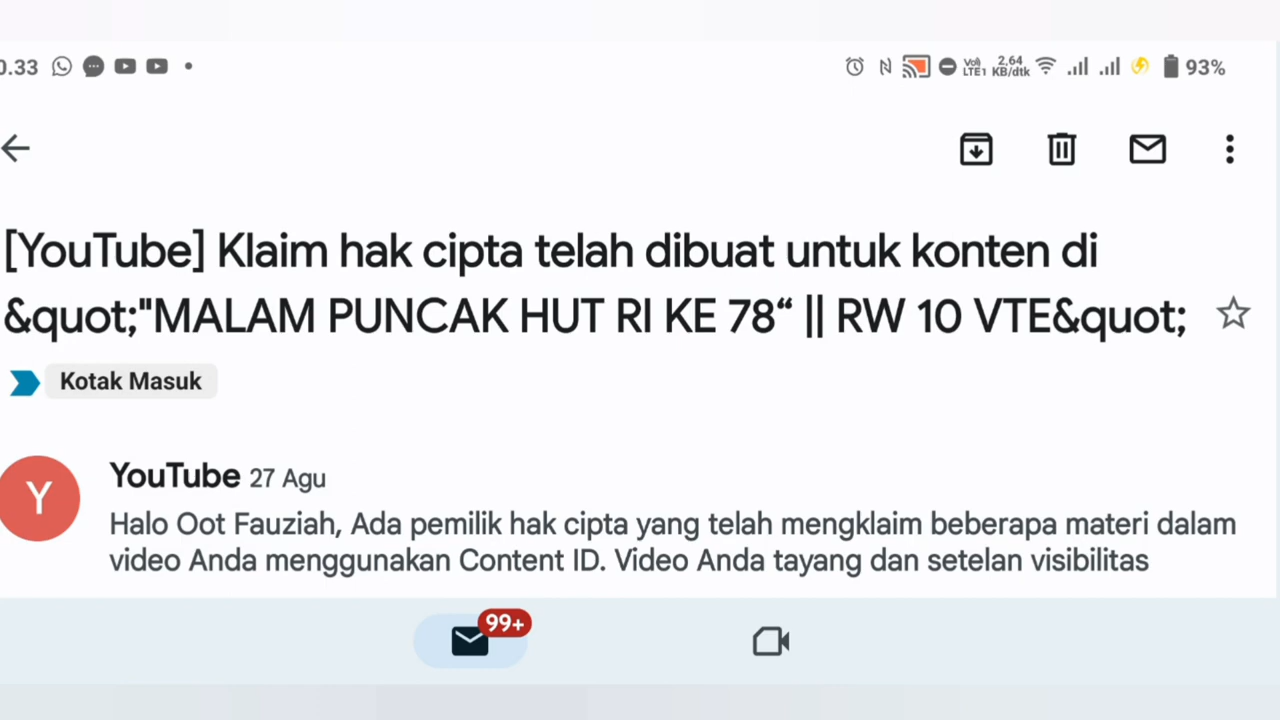 0.33 VoI) LTE1 2,64 KB/dtk 93%
[YouTube] Klaim hak cipta telah dibuat untuk konten di
&quot;"MALAM PUNCAK HUT RI KE 78“ || RW 10 VTE&quot;
Kotak Masuk
Y
YouTube 27 Agu
Halo Oot Fauziah, Ada pemilik hak cipta yang telah mengklaim beberapa materi dalam
video Anda menggunakan Content ID. Video Anda tayang dan setelan visibilitas
99+